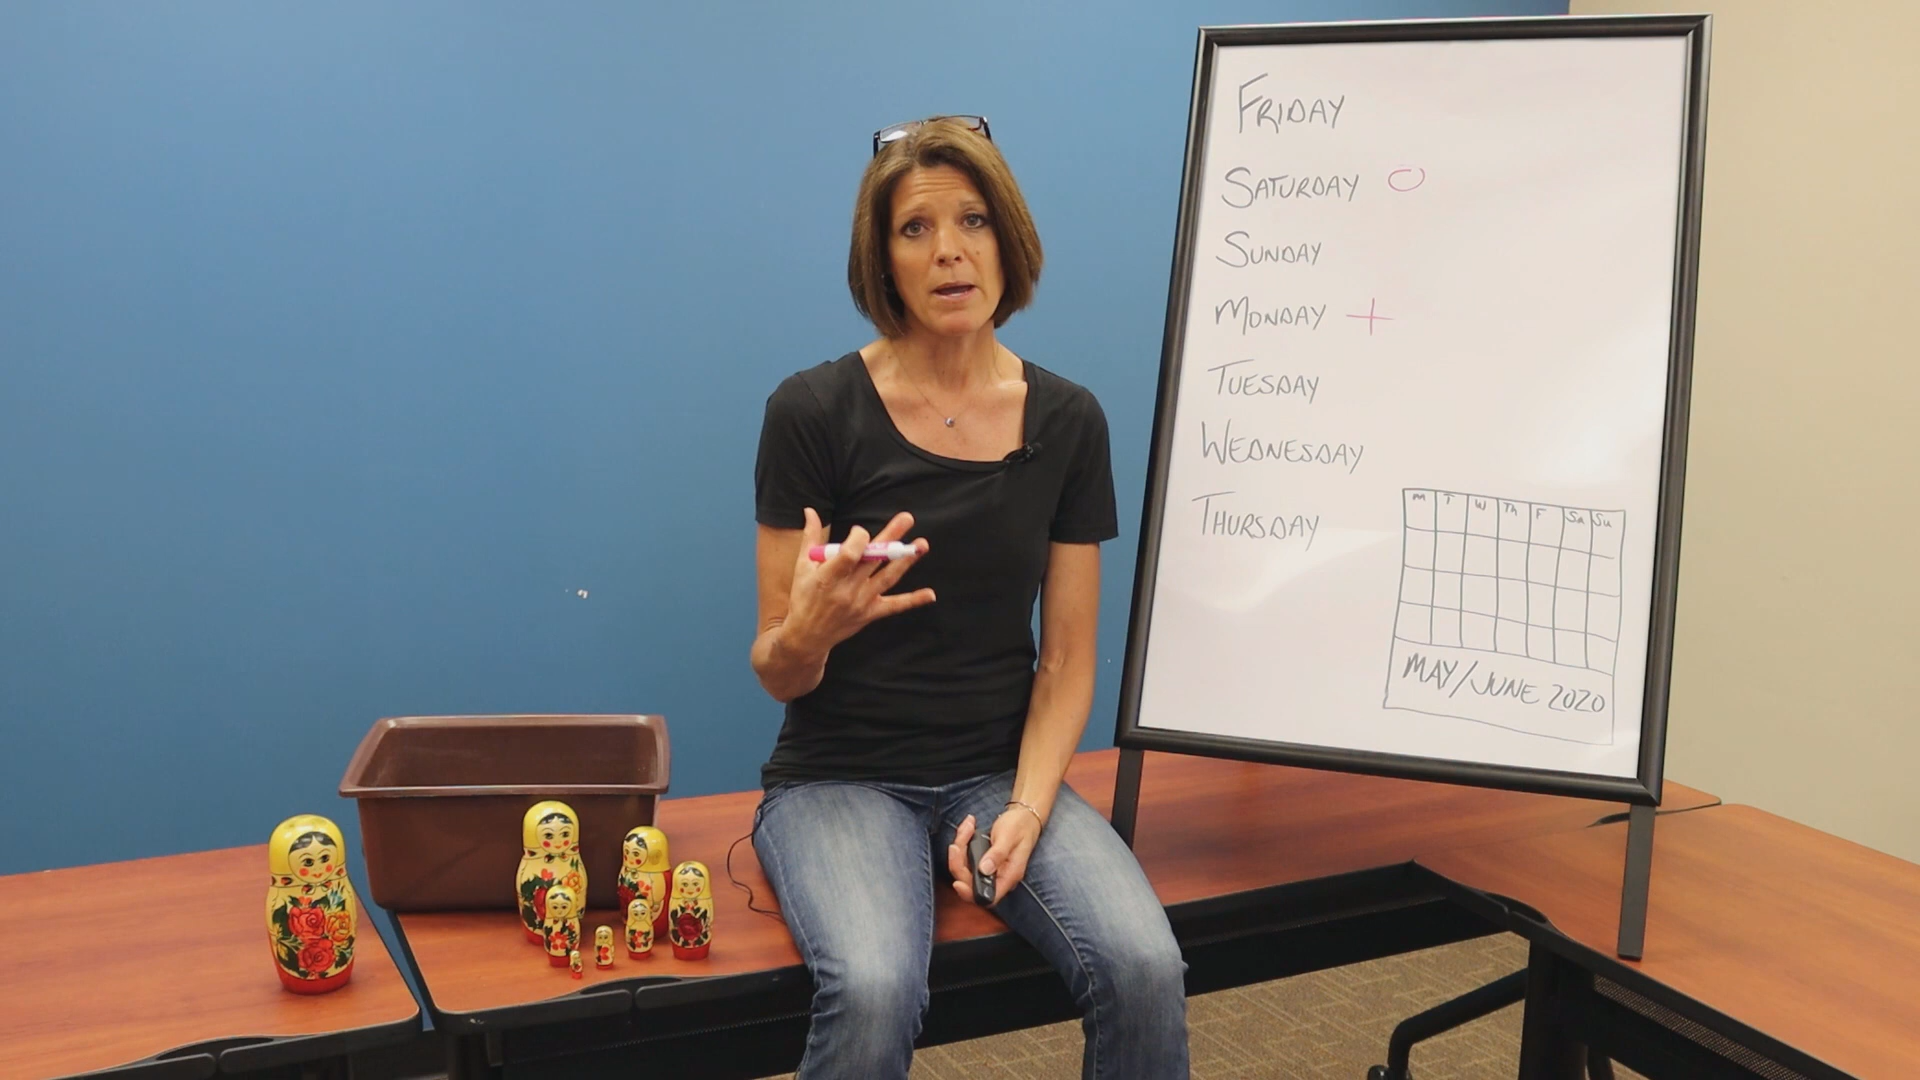 FRIDAY
SATURDAY O
SUNDAY
MONDAY +
TUESDAY
WEDNESDAY
THURSDAY
M T W Th F Sa Su
MAY/JUNE 2020